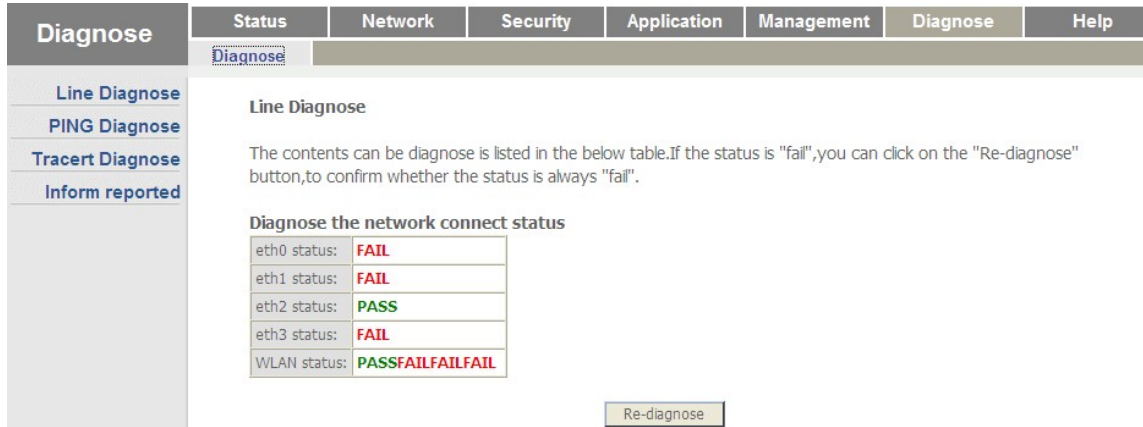 Diagnose
Status Network Security Application Management Diagnose Help
Diagnose
Line Diagnose
PING Diagnose
Tracert Diagnose
Inform reported
Line Diagnose
The contents can be diagnose is listed in the below table.If the status is "fail",you can click on the "Re-diagnose"
button,to confirm whether the status is always "fail".
Diagnose the network connect status
eth0 status: FAIL
eth1 status: FAIL
eth2 status: PASS
eth3 status: FAIL
WLAN status: PASSFAILFAILFAIL
Re-diagnose